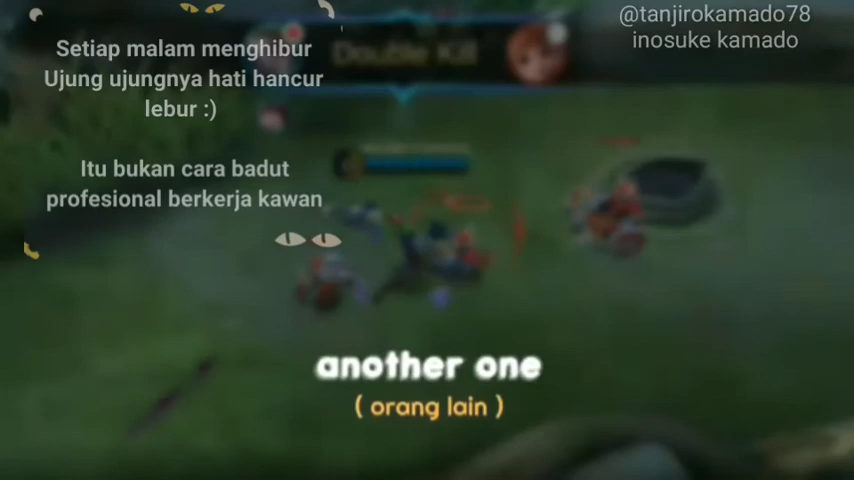 Setiap malam menghibur
Ujung ujungnya hati hancur
lebur :)
Itu bukan cara badut
profesional berkerja kawan
@tanjirokamado78
inosuke kamado
Double Kill
another one
( orang lain )